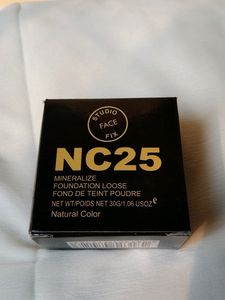 STUDIO
FACE
FIX
NC25
MINERALIZE
FOUNDATION LOOSE
FOND DE TEINT POUDRE
NET WT/POIDS NET 30G/1.06 USOZ e
Natural Color